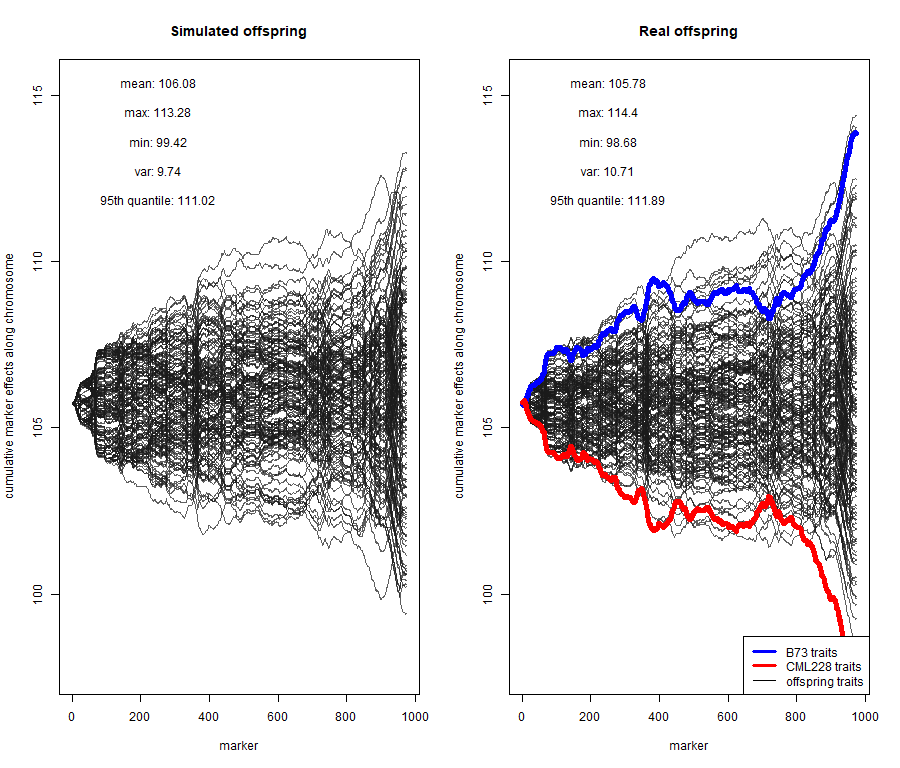 Simulated offspring
mean: 106.08
max: 113.28
min: 99.42
var: 9.74
95th quantile: 111.02
cumulative marker effects along chromosome
115
110
105
100
0 200 400 600 800 1000
marker
Real offspring
mean: 105.78
max: 114.4
min: 98.68
var: 10.71
95th quantile: 111.89
cumulative marker effects along chromosome
115
110
105
100
0 200 400 600 800 1000
marker
B73 traits
CML228 traits
offspring traits